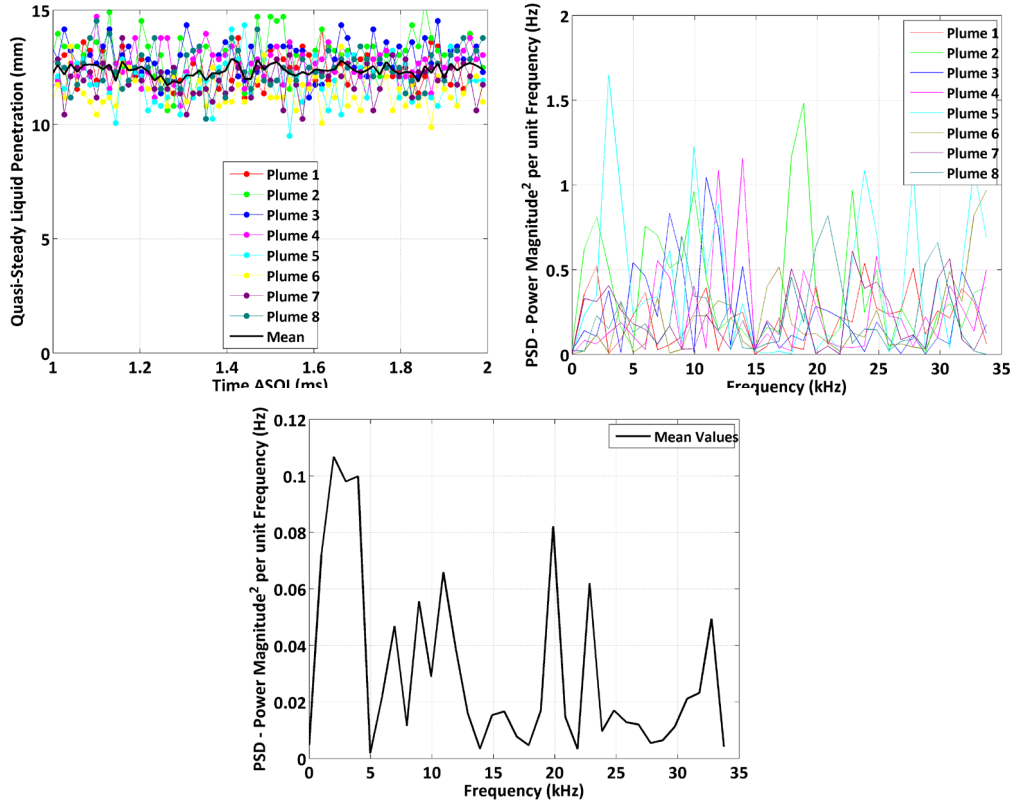 Quasi-Steady Liquid Penetration (mm)
15
10
5
0
1
1.2
1.4
1.6
1.8
2
Time ASOI (ms)
Plume 1
Plume 2
Plume 3
Plume 4
Plume 5
Plume 6
Plume 7
Plume 8
Mean
PSD - Power Magnitude² per unit Frequency (Hz)
2
1.5
1
0.5
0
0
5
10
15
20
25
30
35
Frequency (kHz)
Plume 1
Plume 2
Plume 3
Plume 4
Plume 5
Plume 6
Plume 7
Plume 8
PSD - Power Magnitude² per unit Frequency (Hz)
0.12
0.1
0.08
0.06
0.04
0.02
0
0
5
10
15
20
25
30
35
Frequency (kHz)
Mean Values